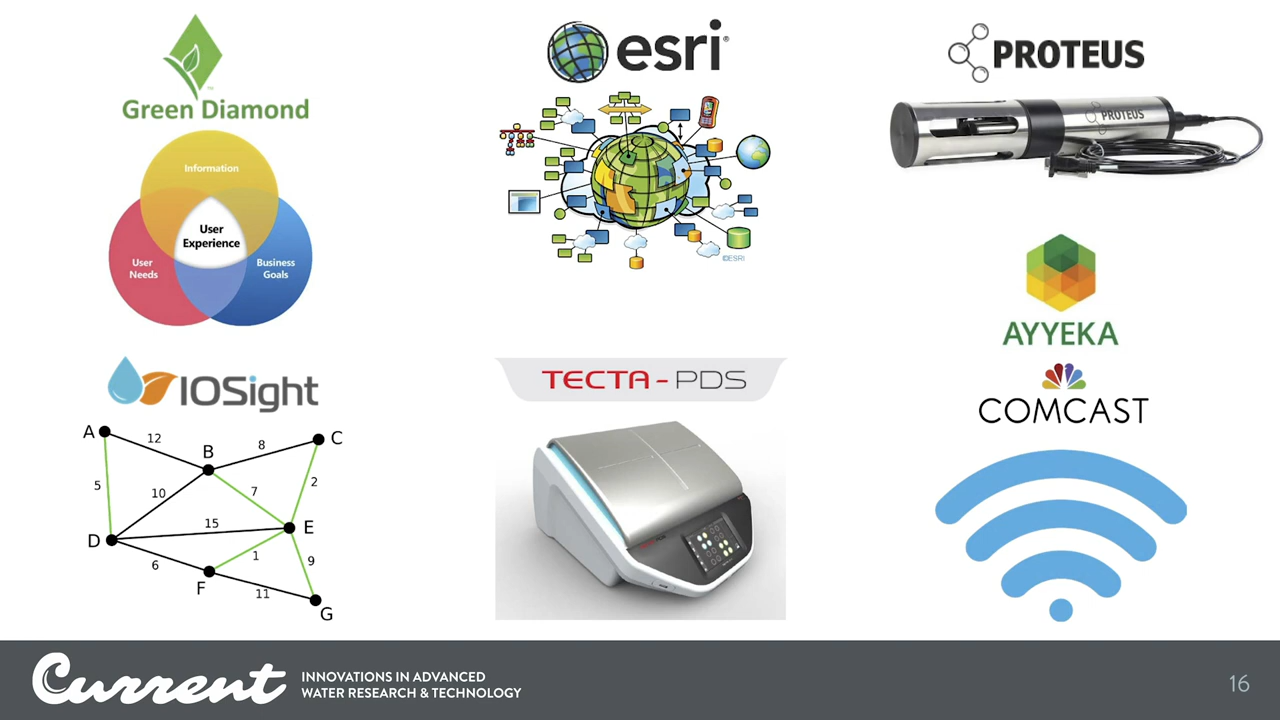 Green Diamond
Information
User
Experience
User
Needs
Business
Goals
esri®
©ESRI
PROTEUS
PROTEUS
AYYEKA
COMCAST
IOSight
A
12
B
8
C
5
10
7
2
15
D
E
6
1
9
F
11
G
TECTA-PDS
Current
INNOVATIONS IN ADVANCED
WATER RESEARCH & TECHNOLOGY
16